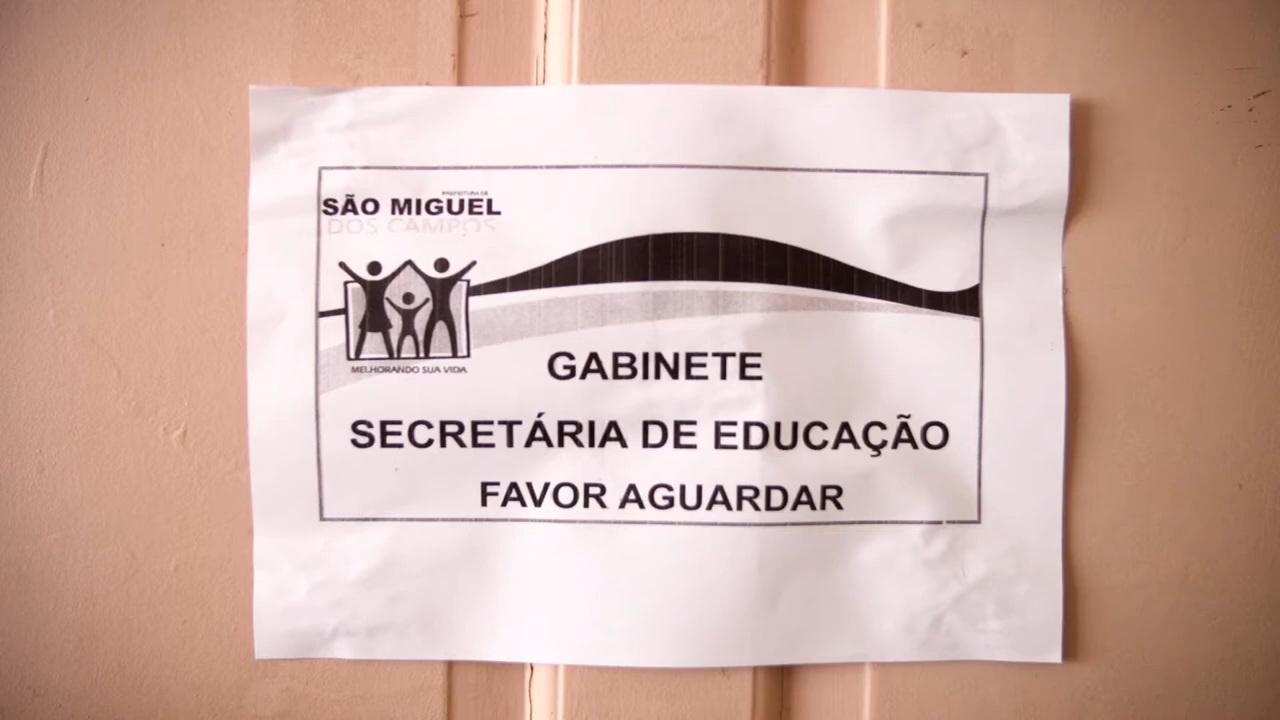 PREFEITURA DE
SÃO MIGUEL
DOS CAMPOS
MELHORANDO SUA VIDA
GABINETE
SECRETÁRIA DE EDUCAÇÃO
FAVOR AGUARDAR